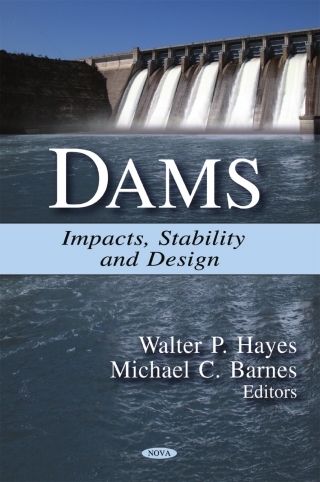 DAMS
Impacts, Stability
and Design
Walter P. Hayes
Michael C. Barnes
Editors
NOVA